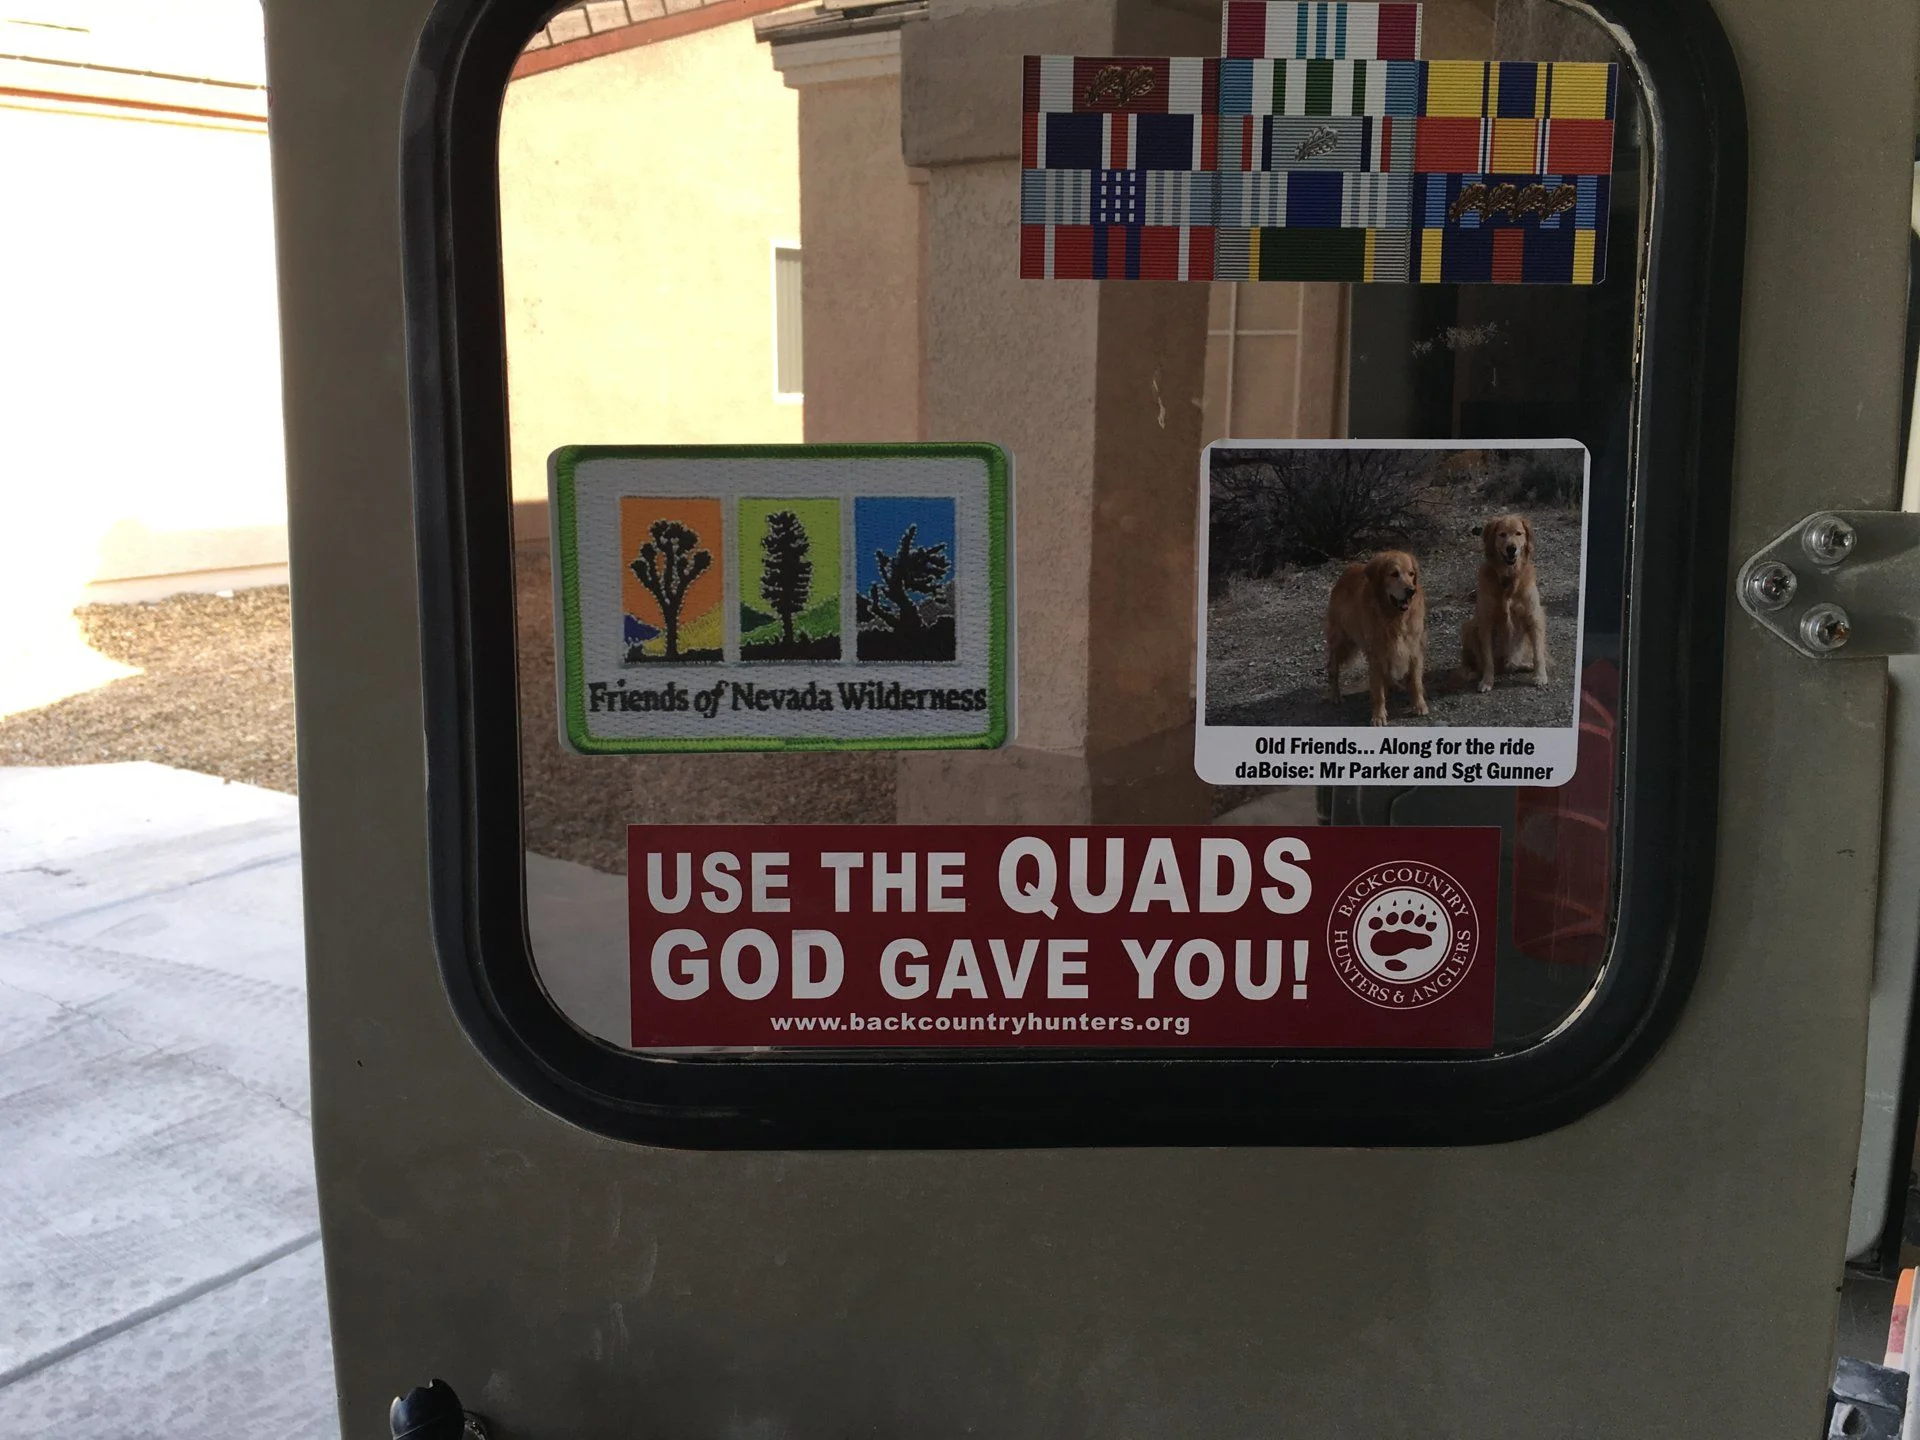 Friends of Nevada Wilderness
Old Friends... Along for the ride
daBoise: Mr Parker and Sgt Gunner
USE THE QUADS
GOD GAVE YOU!
www.backcountryhunters.org
BACKCOUNTRY
HUNTERS & ANGLERS